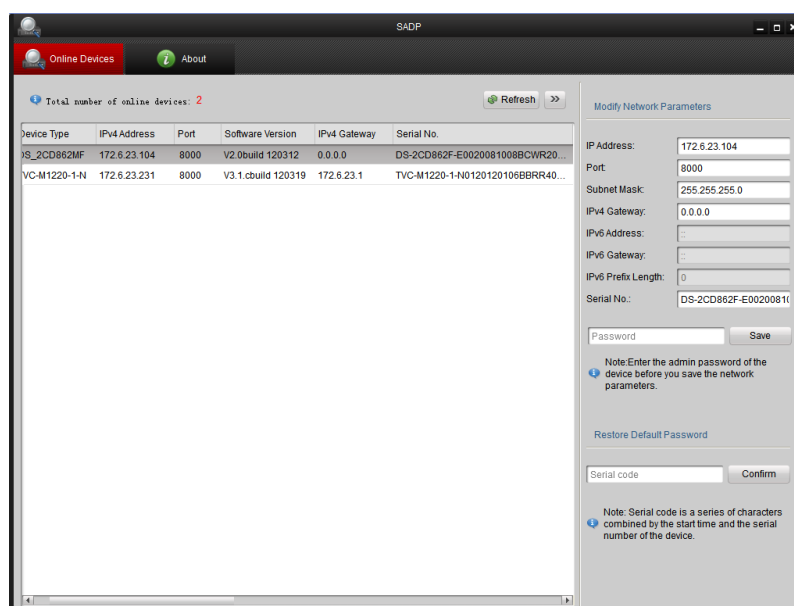 SADP
Online Devices
About
Total number of online devices: 2
Refresh
Device Type IPv4 Address Port Software Version IPv4 Gateway Serial No.
DS_2CD862MF 172.6.23.104 8000 V2.0build 120312 0.0.0.0 DS-2CD862F-E0020081008BCWR20...
VC-M1220-1-N 172.6.23.231 8000 V3.1.cbuild 120319 172.6.23.1 TVC-M1220-1-N0120120106BBRR40...
Modify Network Parameters
IP Address: 172.6.23.104
Port: 8000
Subnet Mask: 255.255.255.0
IPv4 Gateway: 0.0.0.0
IPv6 Address: ::
IPv6 Gateway: ::
IPv6 Prefix Length: 0
Serial No.: DS-2CD862F-E0020081(
Password Save
Note:Enter the admin password of the
device before you save the network
parameters.
Restore Default Password
Serial code Confirm
Note: Serial code is a series of characters
combined by the start time and the serial
number of the device.